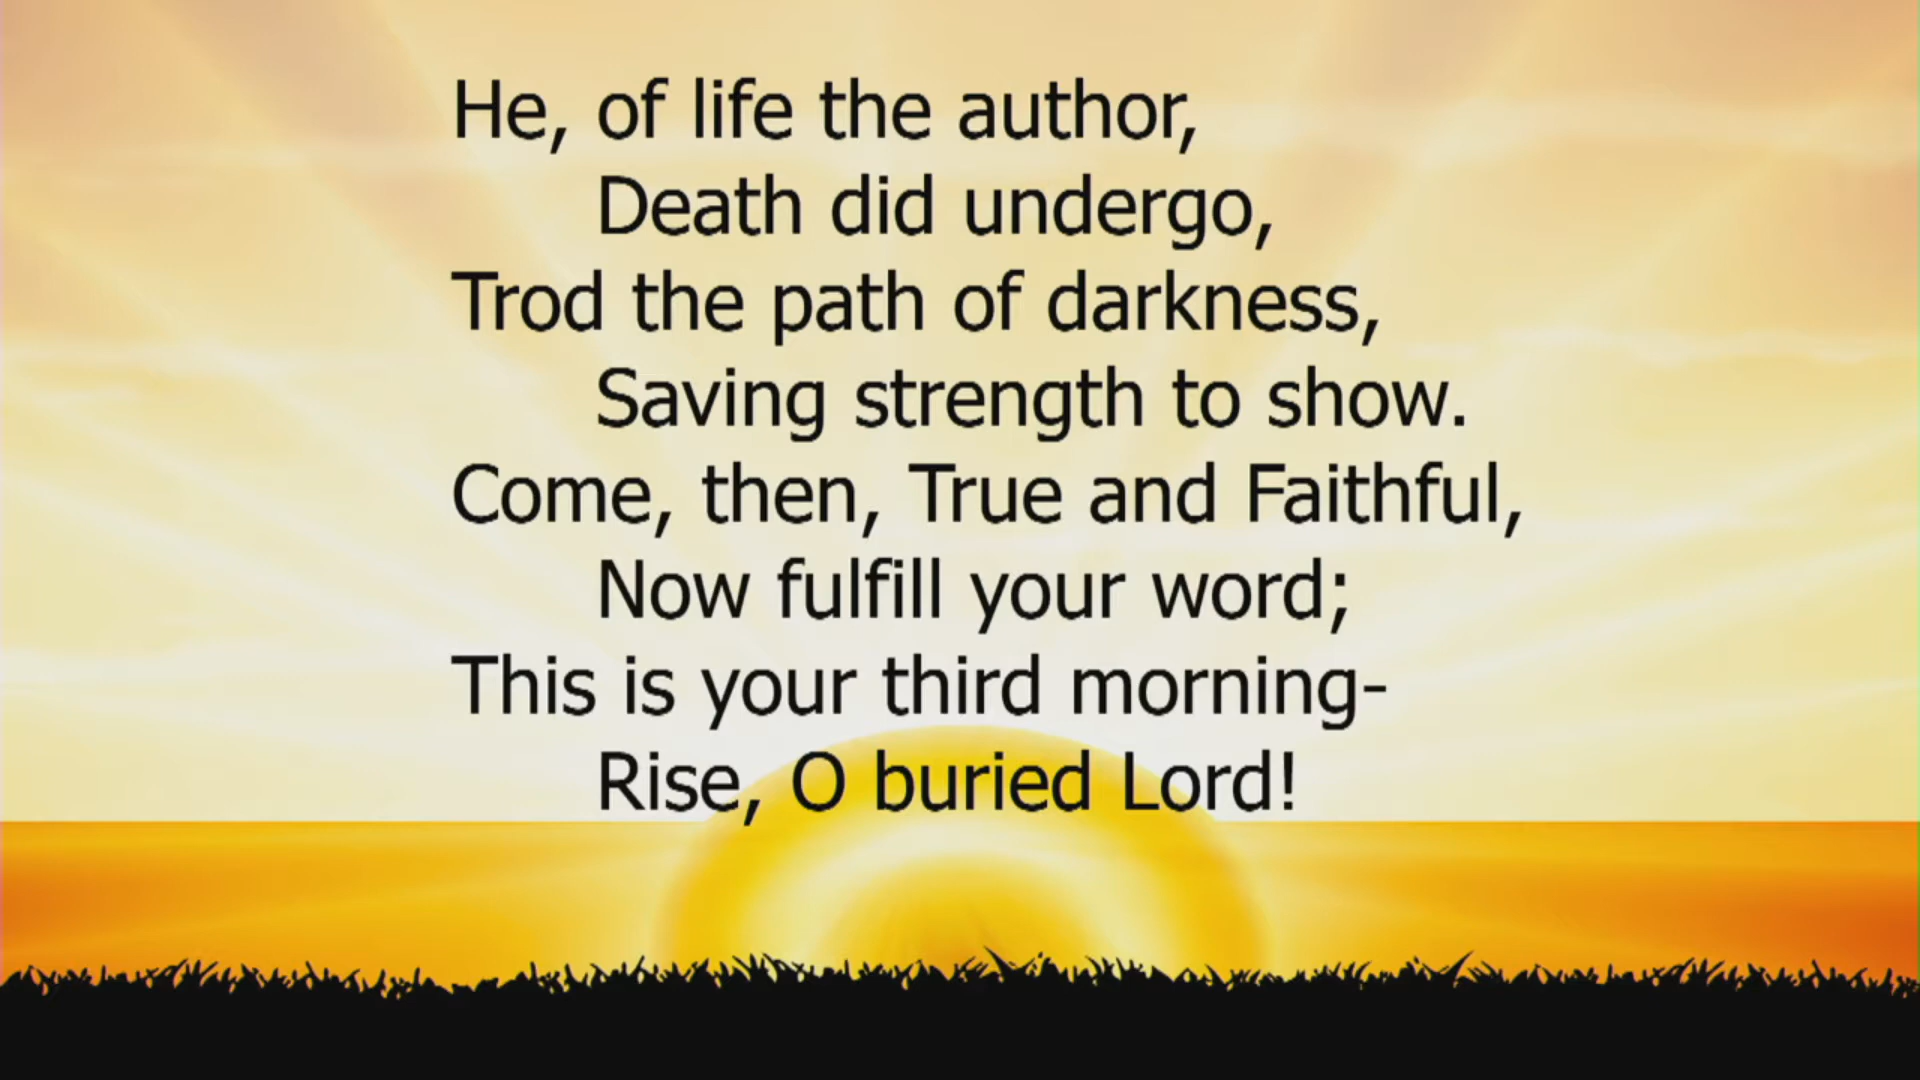 He, of life the author,
Death did undergo,
Trod the path of darkness,
Saving strength to show.
Come, then, True and Faithful,
Now fulfill your word;
This is your third morning-
Rise, O buried Lord!